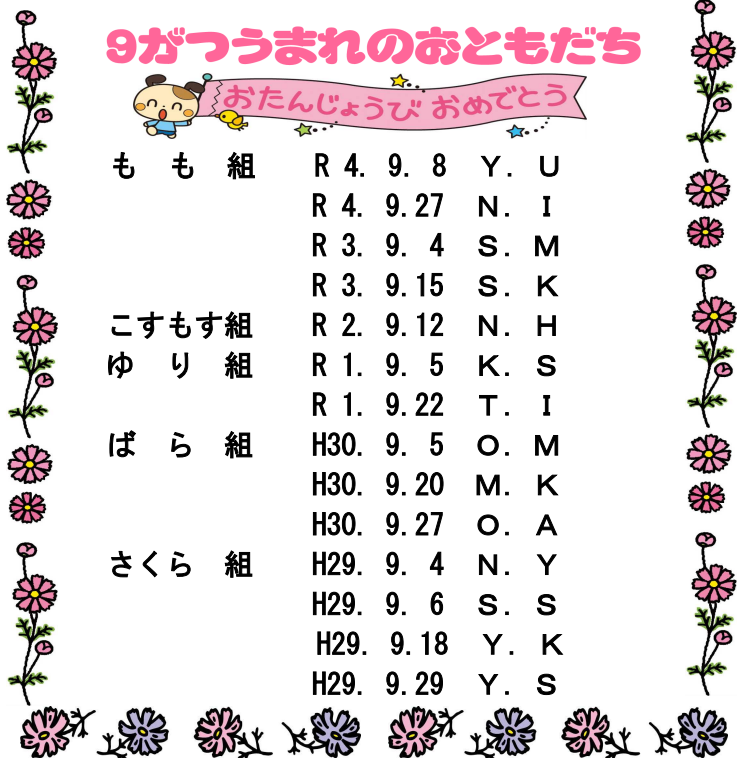 9がつうまれのおともだち
おたんじょうび おめでとう
もも組 R 4. 9. 8 Y. U
R 4. 9.27 N. I
R 3. 9. 4 S. M
R 3. 9.15 S. K
こすもす組 R 2. 9.12 N. H
ゆり組 R 1. 9. 5 K. S
R 1. 9.22 T. I
ばら組 H30. 9. 5 O. M
H30. 9.20 M. K
H30. 9.27 O. A
さくら組 H29. 9. 4 N. Y
H29. 9. 6 S. S
H29. 9.18 Y. K
H29. 9.29 Y. S